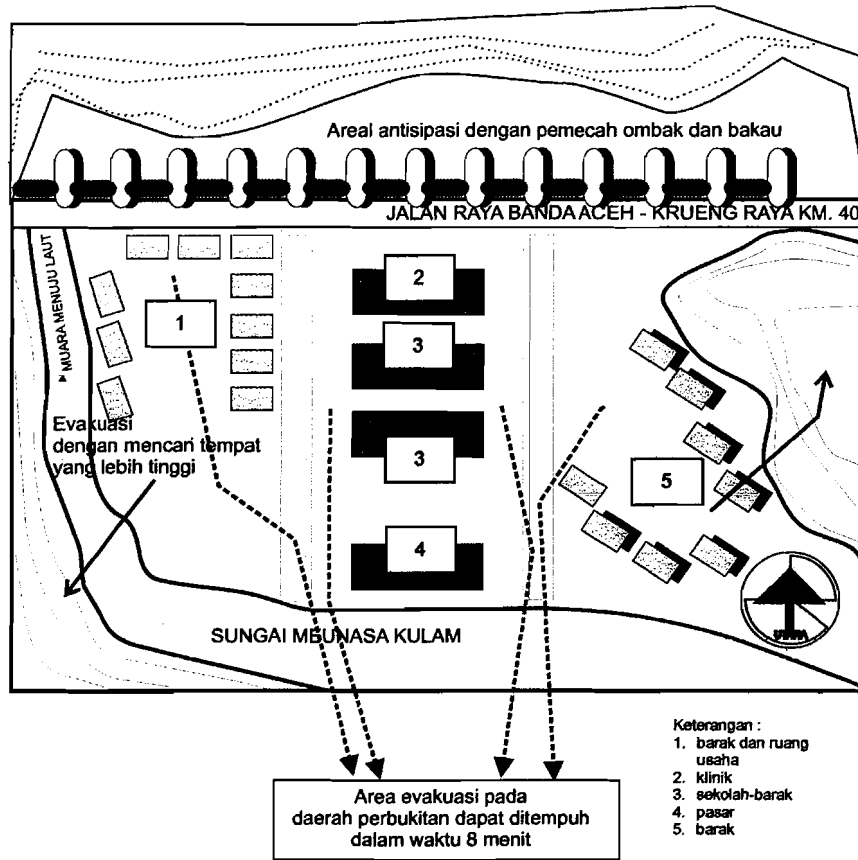 Areal antisipasi dengan pemecah ombak dan bakau
JALAN RAYA BANDA ACEH - KRUENG RAYA KM. 40
MUARA MENUJU LAUT
1
2
3
3
4
5
Evakuasi
dengan mencari tempat
yang lebih tinggi
SUNGAI MEUNASA KULAM
UTARA
Area evakuasi pada
daerah perbukitan dapat ditempuh
dalam waktu 8 menit
Keterangan :
1. barak dan ruang
usaha
2. klinik
3. sekolah-barak
4. pasar
5. barak